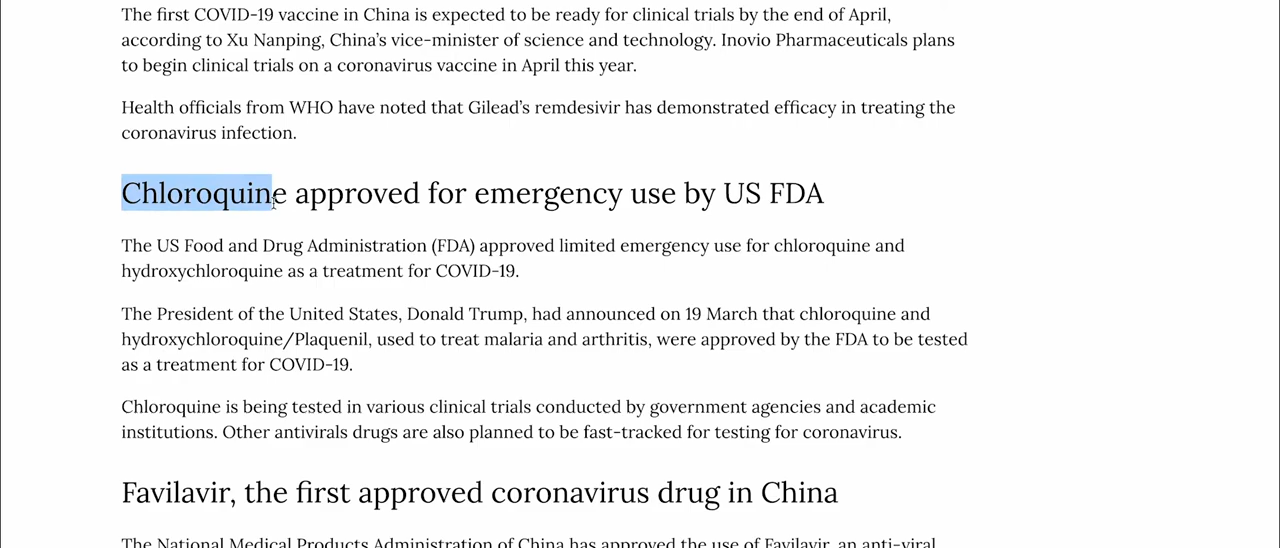 The first COVID-19 vaccine in China is expected to be ready for clinical trials by the end of April,
according to Xu Nanping, China's vice-minister of science and technology. Inovio Pharmaceuticals plans
to begin clinical trials on a coronavirus vaccine in April this year.
Health officials from WHO have noted that Gilead's remdesivir has demonstrated efficacy in treating the
coronavirus infection.
Chloroquine approved for emergency use by US FDA
The US Food and Drug Administration (FDA) approved limited emergency use for chloroquine and
hydroxychloroquine as a treatment for COVID-19.
The President of the United States, Donald Trump, had announced on 19 March that chloroquine and
hydroxychloroquine/Plaquenil, used to treat malaria and arthritis, were approved by the FDA to be tested
as a treatment for COVID-19.
Chloroquine is being tested in various clinical trials conducted by government agencies and academic
institutions. Other antivirals drugs are also planned to be fast-tracked for testing for coronavirus.
Favilavir, the first approved coronavirus drug in China
The National Medical Products Administration of China has approved the use of Favilavir, an anti-viral